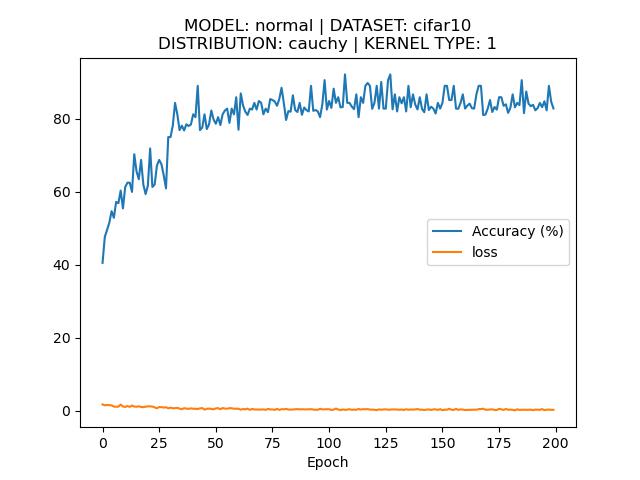 MODEL: normal | DATASET: cifar10
DISTRIBUTION: cauchy | KERNEL TYPE: 1
80
60
40
20
0
Accuracy (%)
loss
0 25 50 75 100 125 150 175 200
Epoch